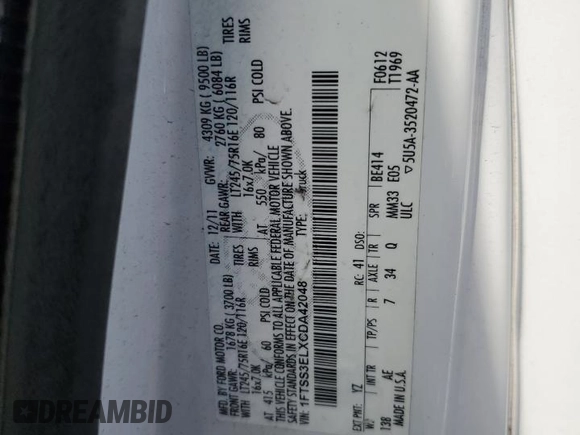 MFD. BY FORD MOTOR CO.
DATE: 12/11
GVWR: 4309 KG ( 9500 LB)
FRONT GAWR: 1678 KG ( 3700 LB)
REAR GAWR: 2760 KG ( 6084 LB)
WITH LT245/75R16E 120/116R TIRES
WITH LT245/75R16E 120/116R TIRES
16x7.0K RIMS
16x7.0K RIMS
AT 415 kPa/ 60 PSI COLD
AT 550 kPa/ 80 PSI COLD
THIS VEHICLE CONFORMS TO ALL APPLICABLE FEDERAL MOTOR VEHICLE
SAFETY STANDARDS IN EFFECT ON THE DATE OF MANUFACTURE SHOWN ABOVE.
VIN: 1FTSS3ELXCDA42048
TYPE: Truck
F0612
T1969
EXT PNT: YZ
RC: 41 DSO:
WB INT TR TP/PS R AXLE TR SPR BE414
138 AE 7 34 Q MM33 E05
MADE IN U.S.A.
ULC
▽5U5A-3520472-AA
STREETSIDEBID